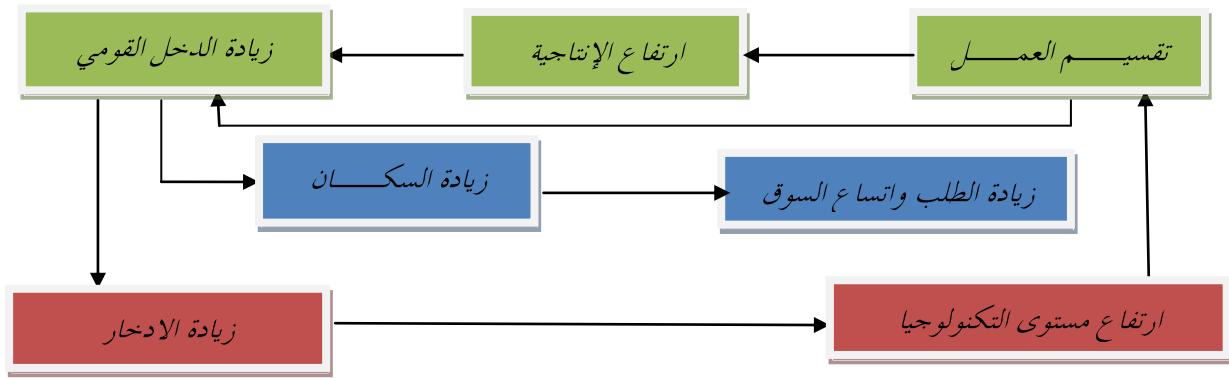 تقسيـــــم العمـــــل
ارتفاع الإنتاجية
زيادة الدخل القومي
زيادة السكـــــان
زيادة الطلب واتساع السوق
زيادة الادخار
ارتفاع مستوى التكنولوجيا